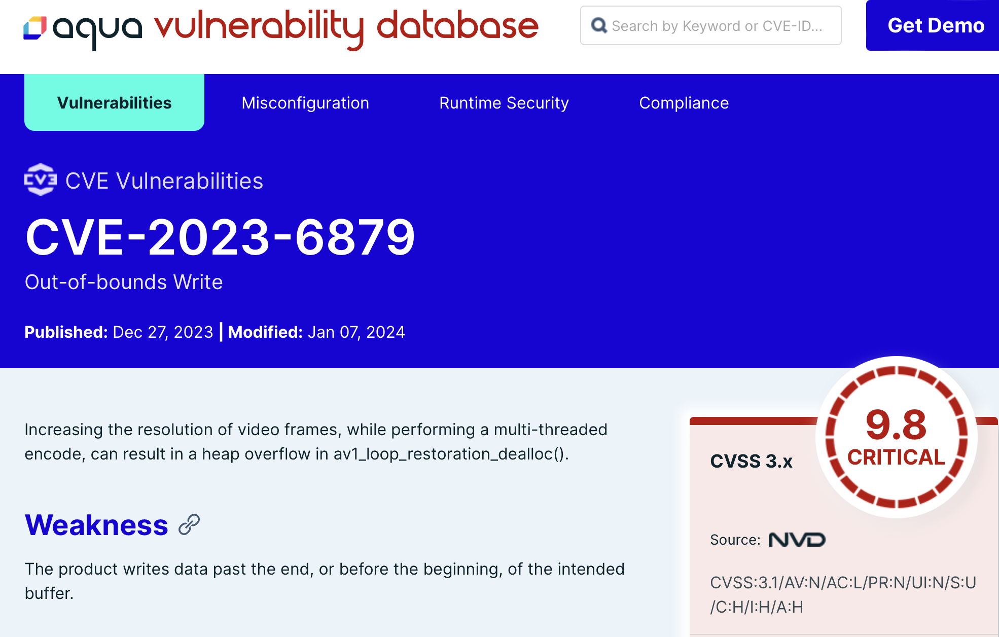 aqua vulnerability database
Search by Keyword or CVE-ID...
Get Demo
Vulnerabilities
Misconfiguration
Runtime Security
Compliance
CVE
CVE Vulnerabilities
CVE-2023-6879
Out-of-bounds Write
Published: Dec 27, 2023 | Modified: Jan 07, 2024
Increasing the resolution of video frames, while performing a multi-threaded
encode, can result in a heap overflow in av1_loop_restoration_dealloc().
Weakness
The product writes data past the end, or before the beginning, of the intended
buffer.
9.8
CRITICAL
CVSS 3.x
Source: NVD
CVSS:3.1/AV:N/AC:L/PR:N/UI:N/S:U
/C:H/I:H/A:H